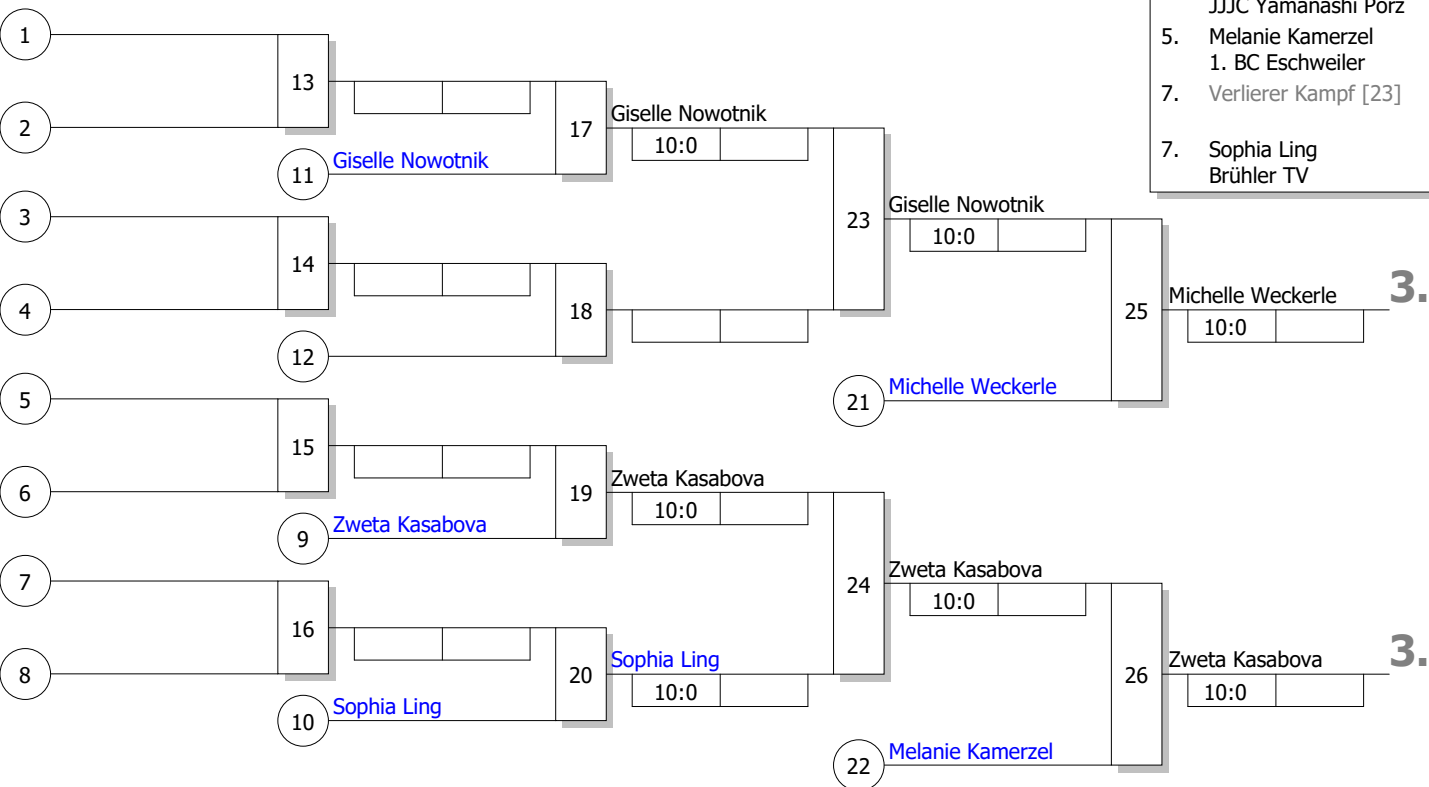 JJJC Yamanashi Porz
5. Melanie Kamerzel
1. BC Eschweiler
7. Verlierer Kampf [23]
7. Sophia Ling
Brühler TV
1
13
2
17
Giselle Nowotnik
10:0
11
Giselle Nowotnik
3
23
Giselle Nowotnik
10:0
14
4
18
25
Michelle Weckerle
3.
10:0
12
5
21
Michelle Weckerle
15
6
19
Zweta Kasabova
10:0
9
Zweta Kasabova
7
24
Zweta Kasabova
10:0
16
8
20
Sophia Ling
10:0
26
Zweta Kasabova
3.
10:0
10
Sophia Ling
22
Melanie Kamerzel